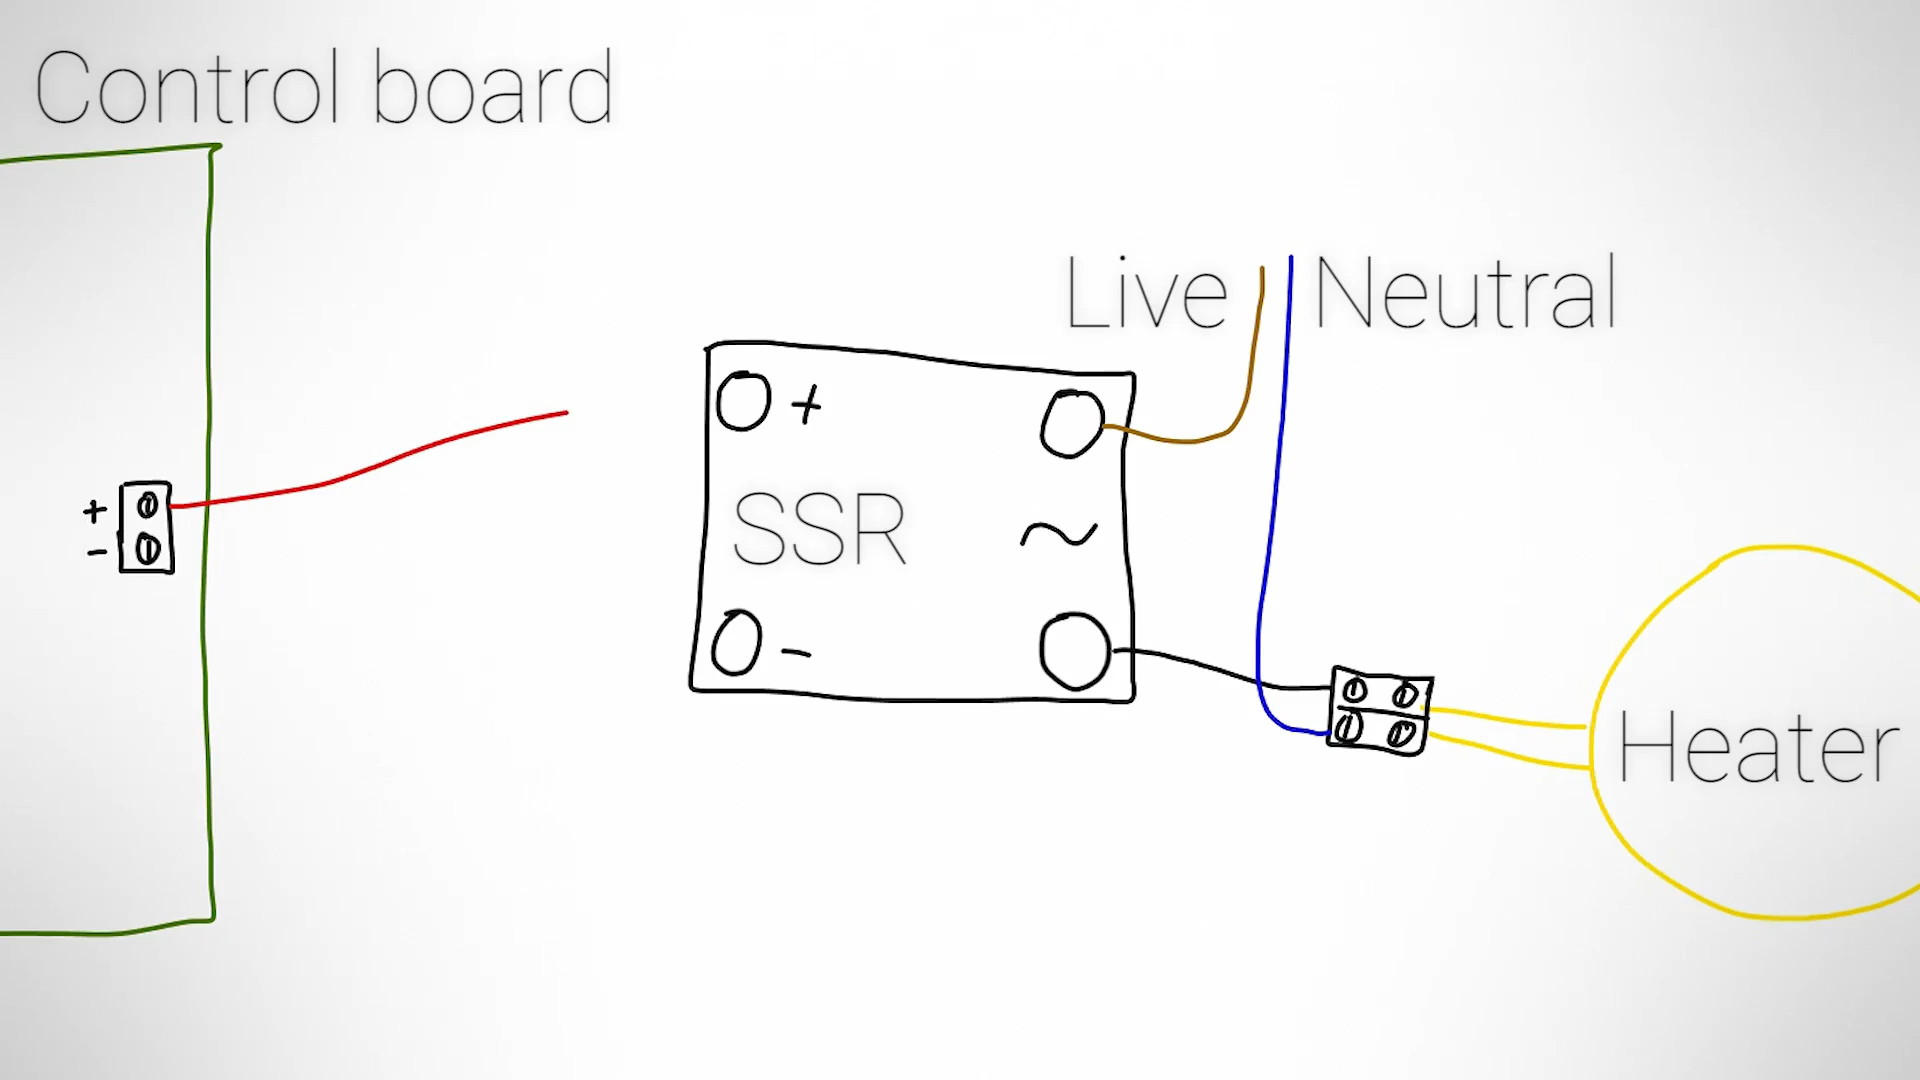 Control board
Live
Neutral
+
SSR
~
+
-
-
Heater